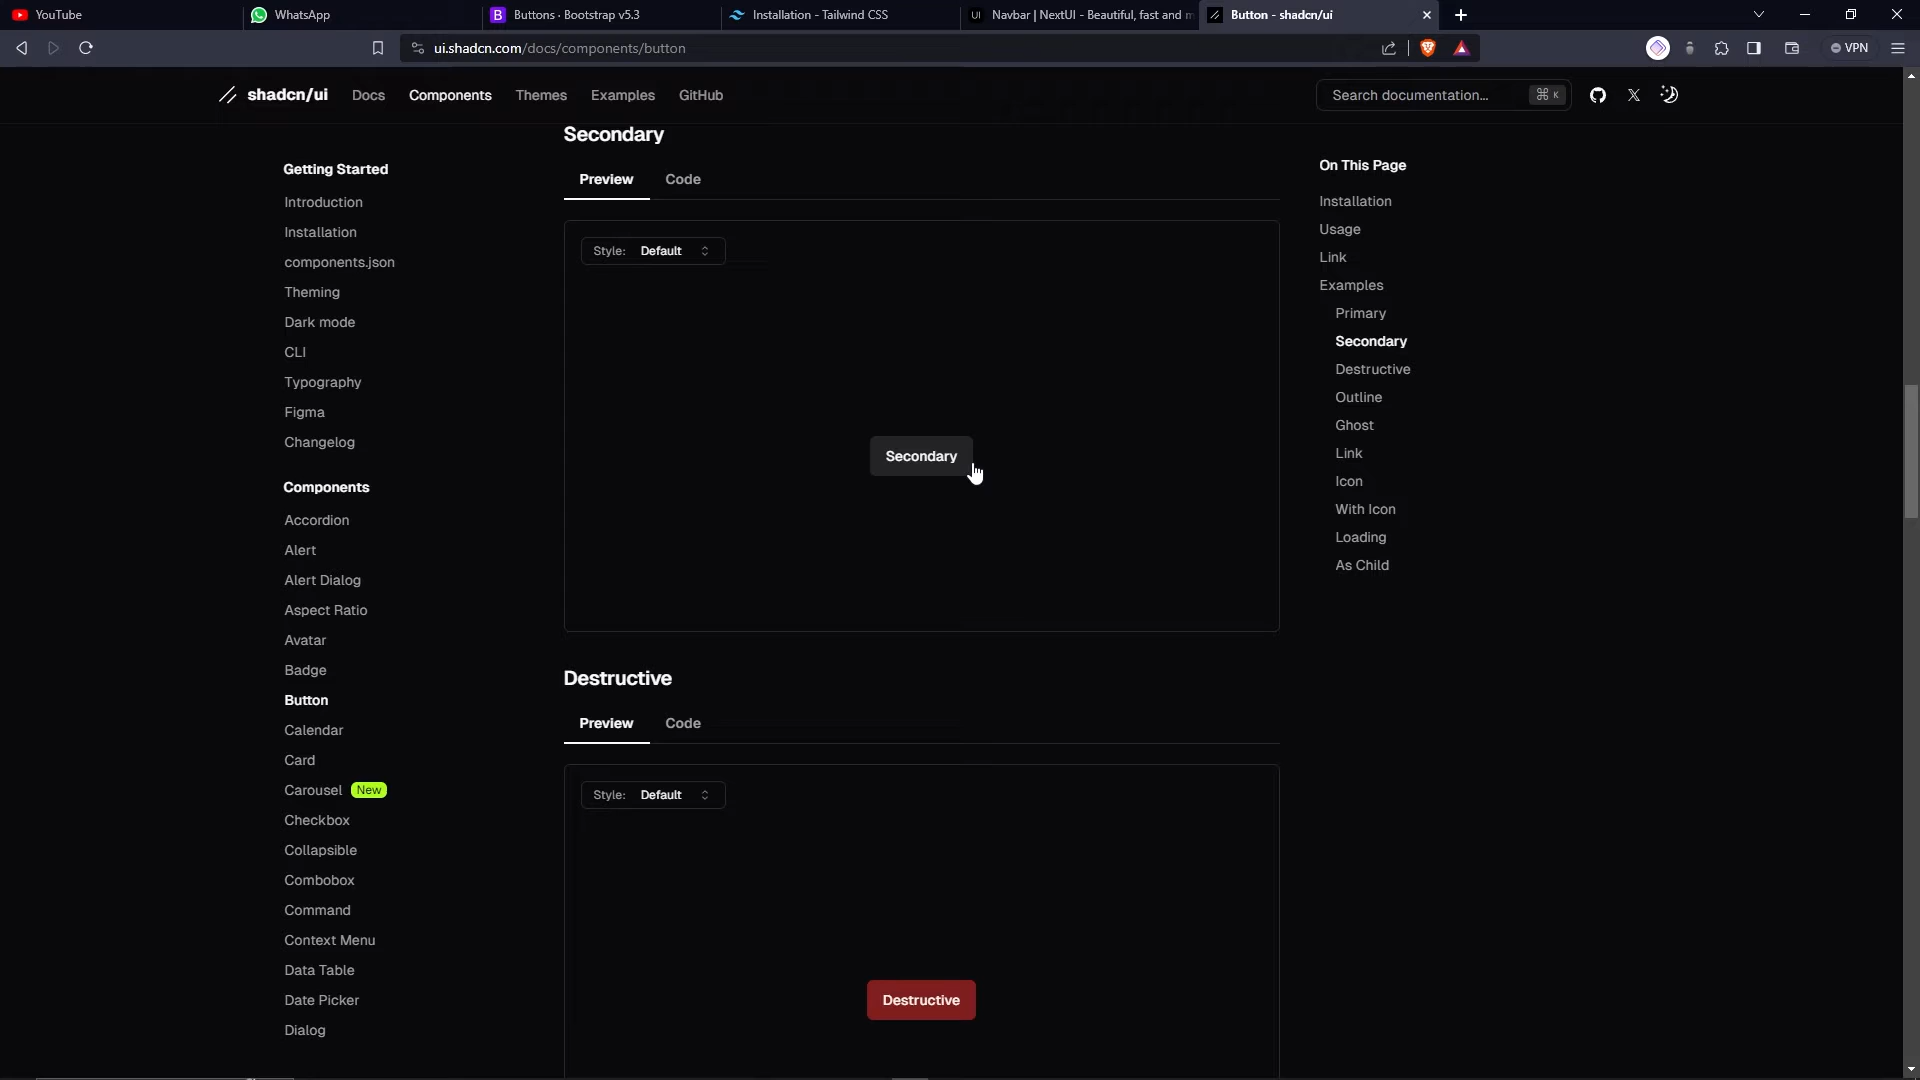 YouTube
WhatsApp
Buttons · Bootstrap v5.3
Installation - Tailwind CSS
Navbar | NextUI - Beautiful, fast and m
Button - shadcn/ui
ui.shadcn.com/docs/components/button
VPN
shadcn/ui
Docs
Components
Themes
Examples
GitHub
Search documentation...
⌘ K
Getting Started
Introduction
Installation
components.json
Theming
Dark mode
CLI
Typography
Figma
Changelog
Components
Accordion
Alert
Alert Dialog
Aspect Ratio
Avatar
Badge
Button
Calendar
Card
Carousel New
Checkbox
Collapsible
Combobox
Command
Context Menu
Data Table
Date Picker
Dialog
Secondary
Preview Code
Style: Default
Secondary
Destructive
Preview Code
Style: Default
Destructive
On This Page
Installation
Usage
Link
Examples
Primary
Secondary
Destructive
Outline
Ghost
Link
Icon
With Icon
Loading
As Child